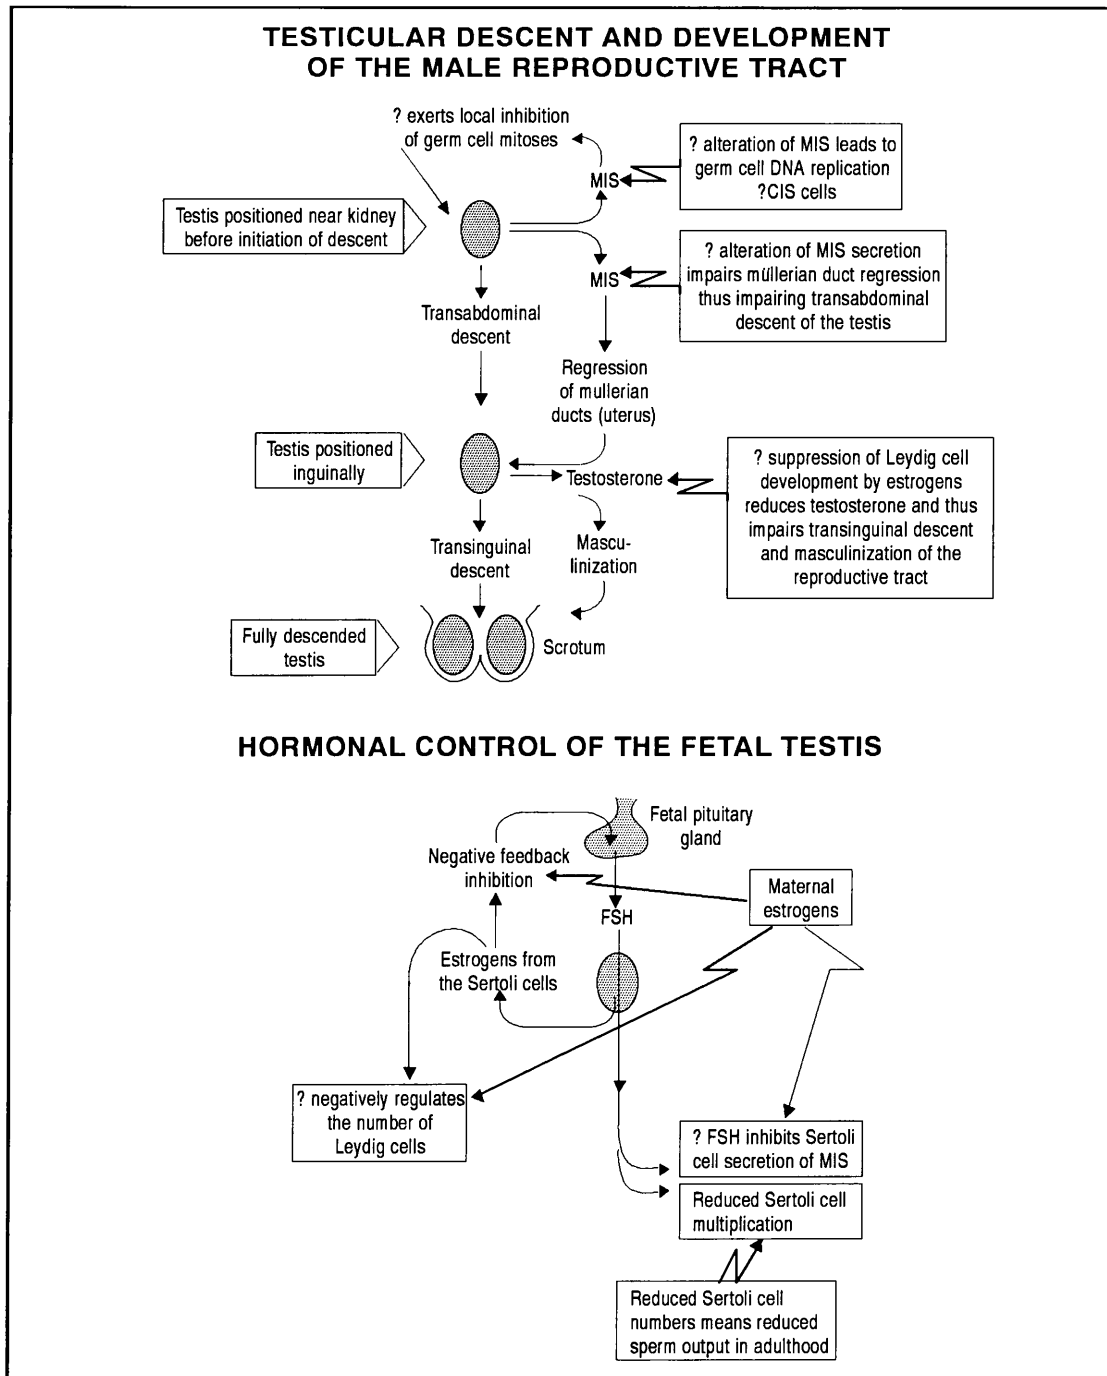 TESTICULAR DESCENT AND DEVELOPMENT
OF THE MALE REPRODUCTIVE TRACT
? exerts local inhibition
of germ cell mitoses
MIS
? alteration of MIS leads to
germ cell DNA replication
?CIS cells
Testis positioned near kidney
before initiation of descent
MIS
? alteration of MIS secretion
impairs müllerian duct regression
thus impairing transabdominal
descent of the testis
Transabdominal
descent
Regression
of mullerian
ducts (uterus)
Testis positioned
inguinally
Testosterone
? suppression of Leydig cell
development by estrogens
reduces testosterone and thus
impairs transinguinal descent
and masculinization of the
reproductive tract
Transinguinal
descent
Mascu-
linization
Fully descended
testis
Scrotum
HORMONAL CONTROL OF THE FETAL TESTIS
Fetal pituitary
gland
Negative feedback
inhibition
Maternal
estrogens
FSH
Estrogens from
the Sertoli cells
? negatively regulates
the number of
Leydig cells
? FSH inhibits Sertoli
cell secretion of MIS
Reduced Sertoli cell
multiplication
Reduced Sertoli cell
numbers means reduced
sperm output in adulthood